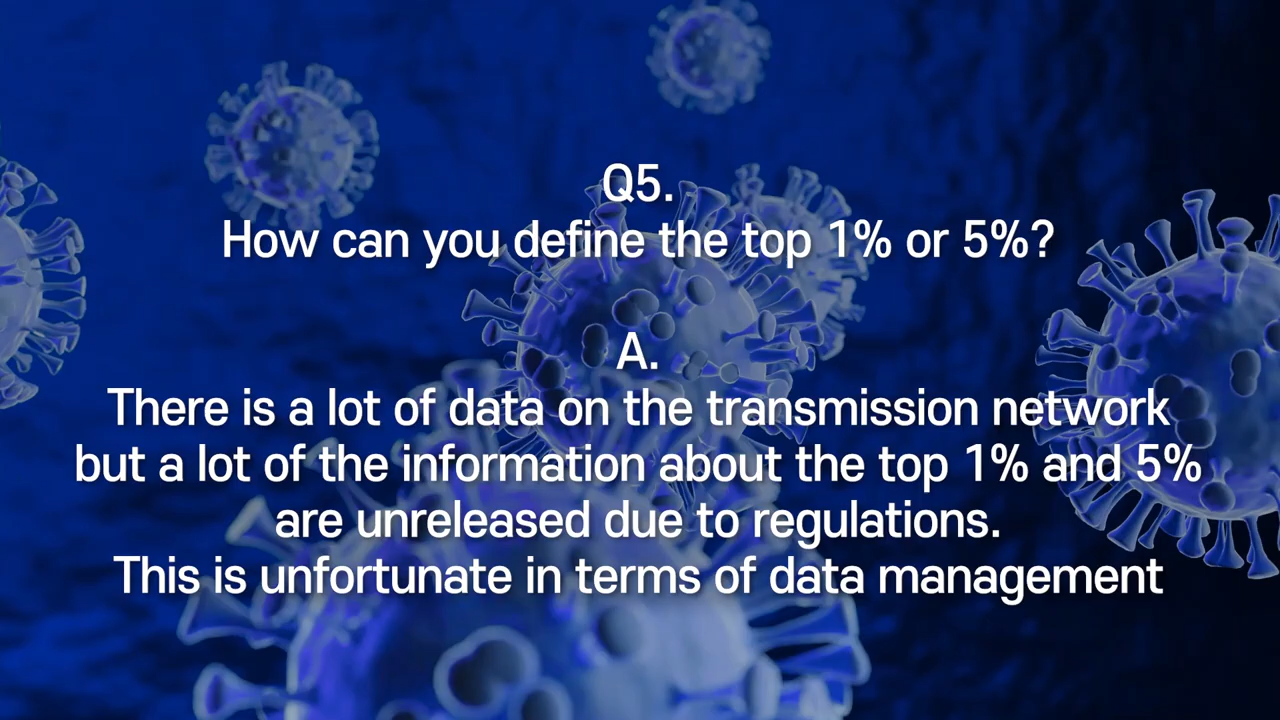 Q5.
How can you define the top 1% or 5%?
A.
There is a lot of data on the transmission network
but a lot of the information about the top 1% and 5%
are unreleased due to regulations.
This is unfortunate in terms of data management